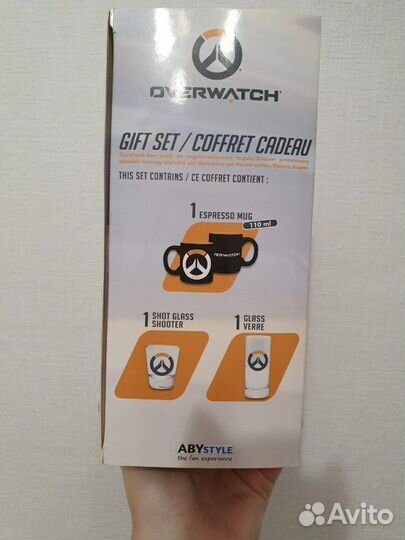 OVERWATCH
GIFT SET / COFFRET CADEAU
THIS SET CONTAINS / CE COFFRET CONTIENT :
1 ESPRESSO MUG
110 ml
OVERWATCH
1 SHOT GLASS
SHOOTER
1 GLASS
VERRE
ABYSTYLE
the fan experience
Avito